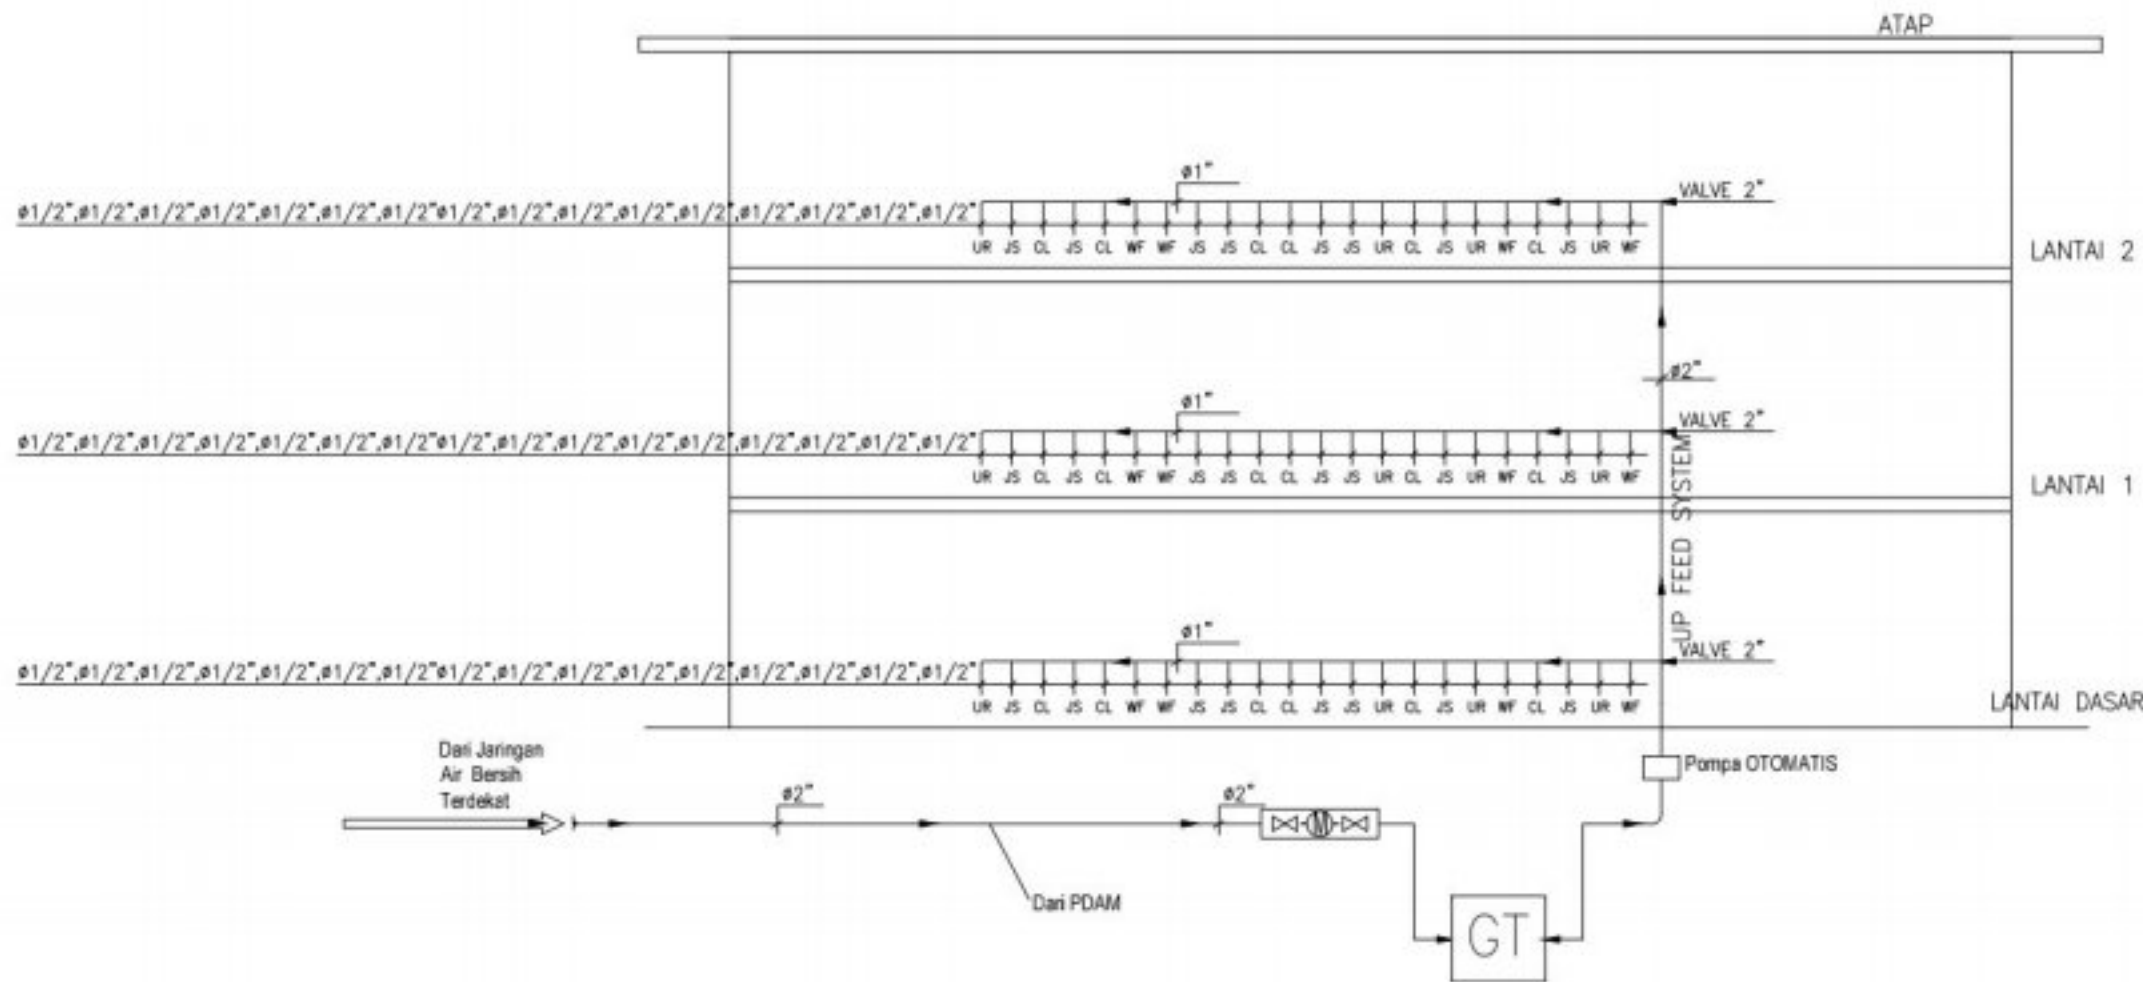 ATAP
ø1"
VALVE 2"
ø1/2",ø1/2",ø1/2",ø1/2",ø1/2",ø1/2",ø1/2"ø1/2",ø1/2",ø1/2",ø1/2",ø1/2",ø1/2",ø1/2",ø1/2",ø1/2"
UR JS CL JS CL WF WF JS JS CL CL JS JS UR CL JS UR WF CL JS UR WF
LANTAI 2
ø2"
ø1"
VALVE 2"
ø1/2",ø1/2",ø1/2",ø1/2",ø1/2",ø1/2",ø1/2"ø1/2",ø1/2",ø1/2",ø1/2",ø1/2",ø1/2",ø1/2",ø1/2",ø1/2"
UR JS CL JS CL WF WF JS JS CL CL JS JS UR CL JS UR WF CL JS UR WF
LANTAI 1
UP FEED SYSTEM
ø1"
VALVE 2"
ø1/2",ø1/2",ø1/2",ø1/2",ø1/2",ø1/2",ø1/2"ø1/2",ø1/2",ø1/2",ø1/2",ø1/2",ø1/2",ø1/2",ø1/2",ø1/2"
UR JS CL JS CL WF WF JS JS CL CL JS JS UR CL JS UR WF CL JS UR WF
LANTAI DASAR
Dari Jaringan
Air Bersih
Terdekat
Pompa OTOMATIS
ø2"
ø2"
M
Dari PDAM
GT